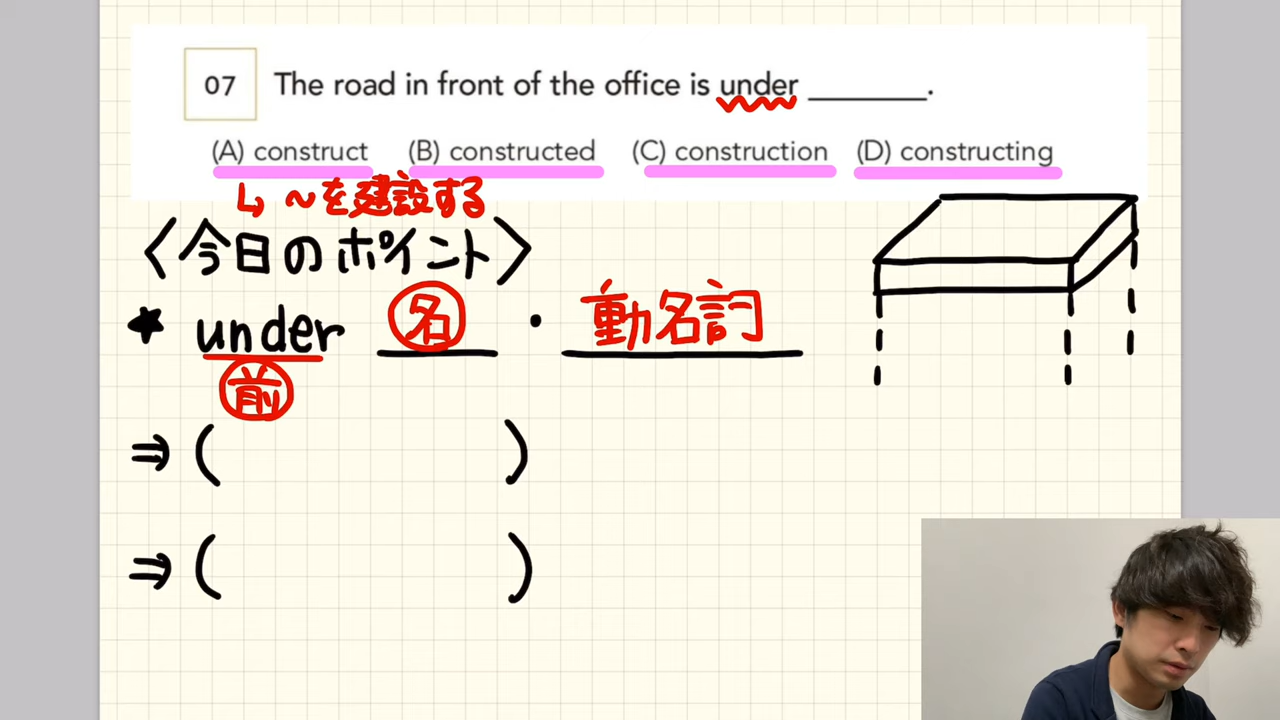 07 The road in front of the office is under ________.
(A) construct (B) constructed (C) construction (D) constructing
↳ ～を建設する
〈今日のポイント〉
★ under 名 ・ 動名詞
前
⇒ ( )
⇒ ( )